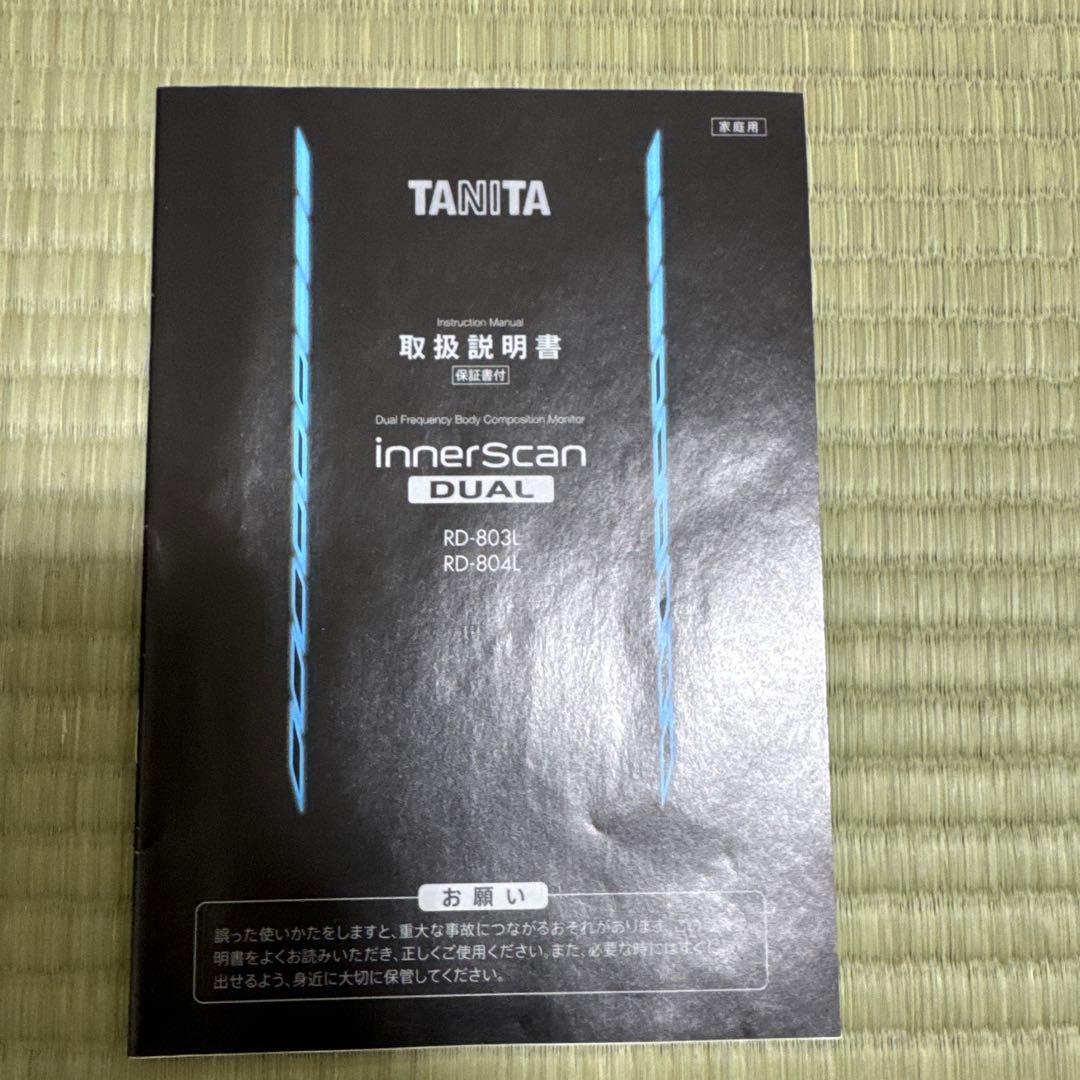 家庭用
TANITA
Instruction Manual
取扱説明書
保証書付
Dual Frequency Body Composition Monitor
innerScan
DUAL
RD-803L
RD-804L
お願い
誤った使いかたをしますと、重大な事故につながるおそれがあります。この
明書をよくお読みいただき、正しくご使用ください。また、必要な時にはすぐに
出せるよう、身近に大切に保管してください。